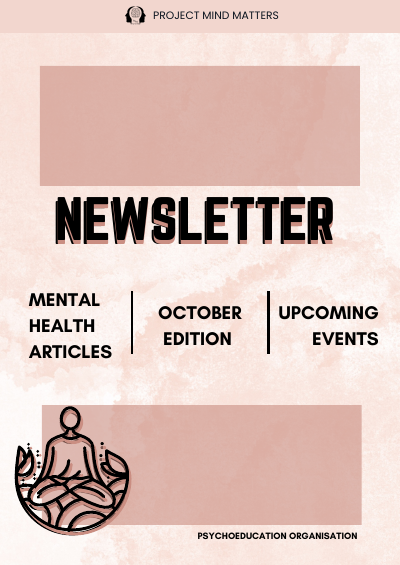 PROJECT MIND MATTERS
NEWSLETTER
MENTAL
HEALTH
ARTICLES
OCTOBER
EDITION
UPCOMING
EVENTS
PSYCHOEDUCATION ORGANISATION